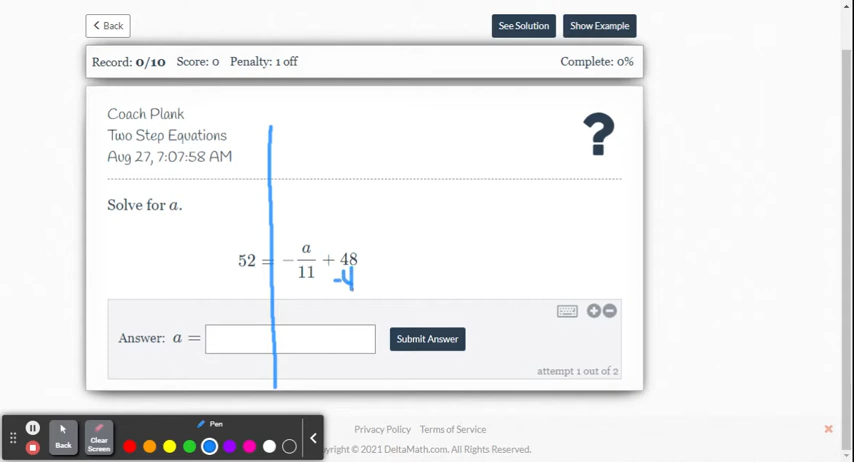 Back
See Solution
Show Example
Record: 0/10 Score: 0 Penalty: 1 off
Complete: 0%
Coach Plank
Two Step Equations
Aug 27, 7:07:58 AM
?
Solve for a.
52 = -a/11 + 48
-4
Answer: a =
Submit Answer
attempt 1 out of 2
Pen
Back
Clear Screen
Privacy Policy Terms of Service
pyright © 2021 DeltaMath.com. All Rights Reserved.